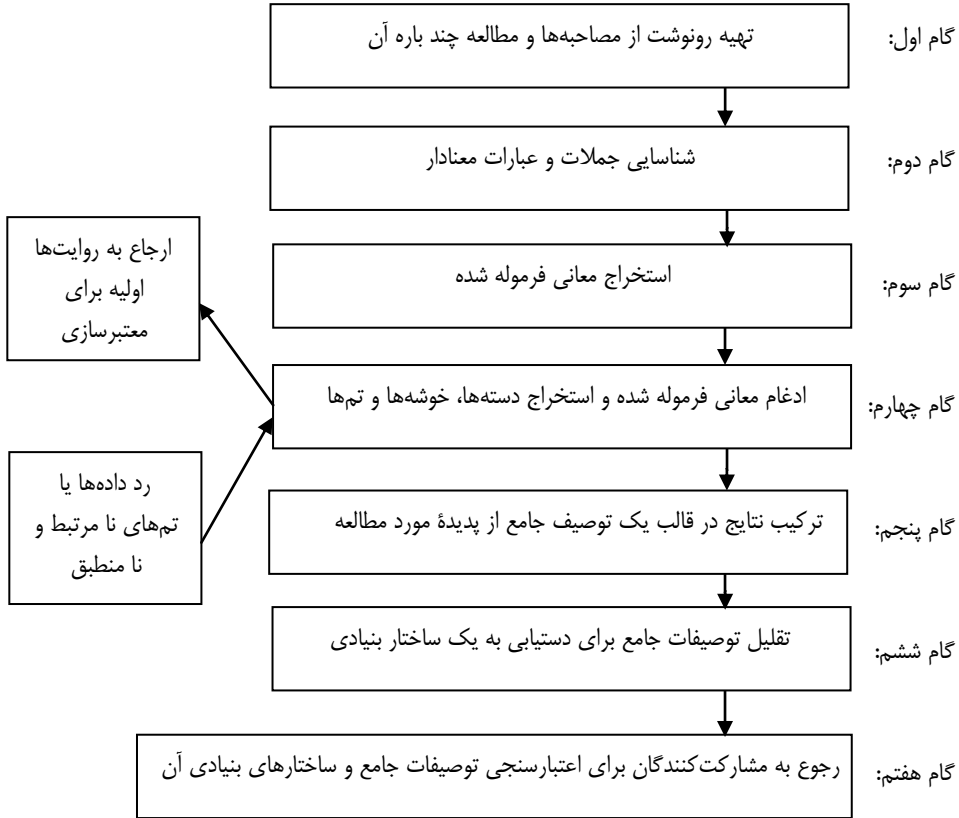 گام اول:
تهیه رونوشت از مصاحبه‌ها و مطالعه چند باره آن
گام دوم:
شناسایی جملات و عبارات معنادار
گام سوم:
استخراج معانی فرموله شده
ارجاع به روایت‌ها
اولیه برای
معتبرسازی
گام چهارم:
ادغام معانی فرموله شده و استخراج دسته‌ها، خوشه‌ها و تم‌ها
رد داده‌ها یا
تم‌های نا مرتبط و
نا منطبق
گام پنجم:
ترکیب نتایج در قالب یک توصیف جامع از پدیدۀ مورد مطالعه
گام ششم:
تقلیل توصیفات جامع برای دستیابی به یک ساختار بنیادی
گام هفتم:
رجوع به مشارکت‌کنندگان برای اعتبارسنجی توصیفات جامع و ساختارهای بنیادی آن